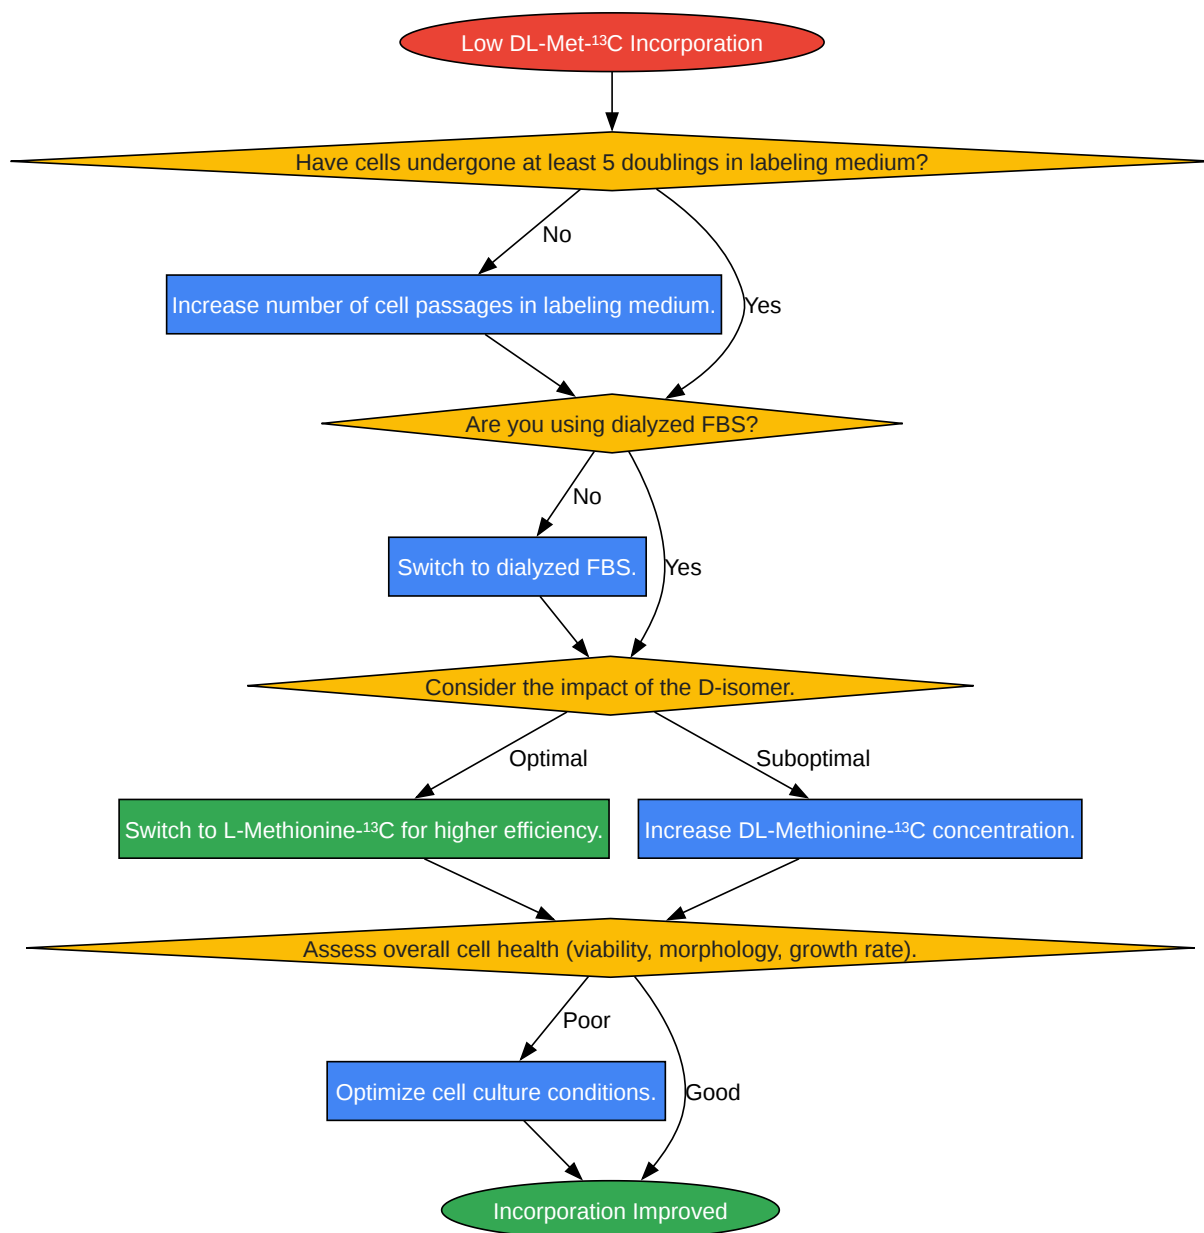 Low DL-Met-¹³C Incorporation
Have cells undergone at least 5 doublings in labeling medium?
No
Increase number of cell passages in labeling medium.
Yes
Are you using dialyzed FBS?
No
Switch to dialyzed FBS.
Yes
Consider the impact of the D-isomer.
Optimal
Suboptimal
Switch to L-Methionine-¹³C for higher efficiency.
Increase DL-Methionine-¹³C concentration.
Assess overall cell health (viability, morphology, growth rate).
Poor
Optimize cell culture conditions.
Good
Incorporation Improved